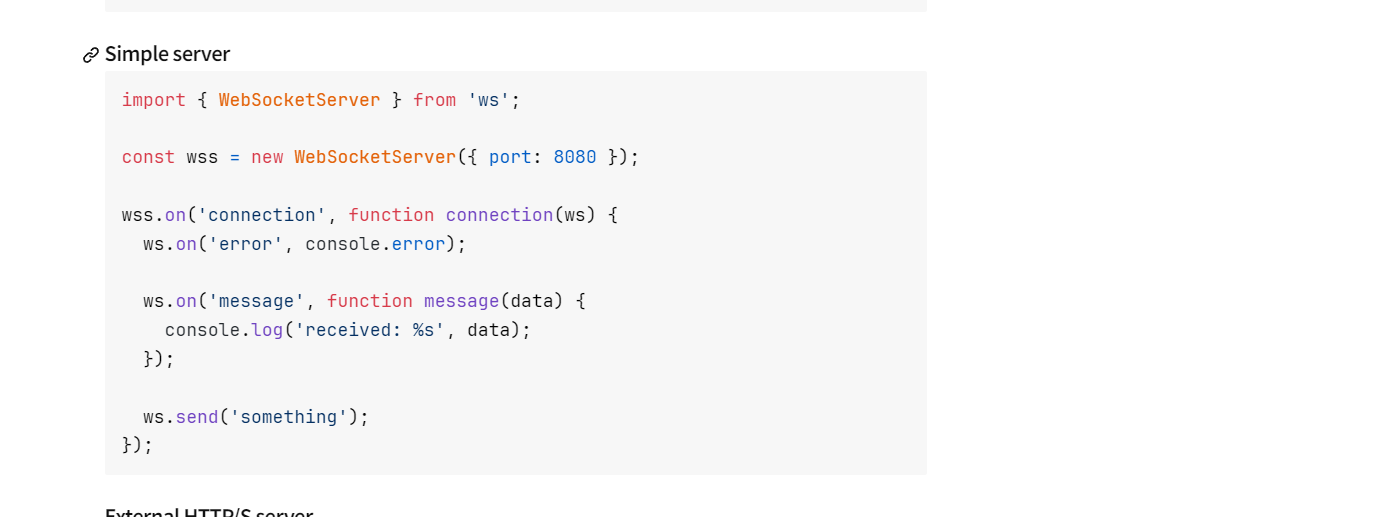 Simple server
import { WebSocketServer } from 'ws';
const wss = new WebSocketServer({ port: 8080 });
wss.on('connection', function connection(ws) {
  ws.on('error', console.error);
  ws.on('message', function message(data) {
    console.log('received: %s', data);
  });
  ws.send('something');
});
External HTTP/S server